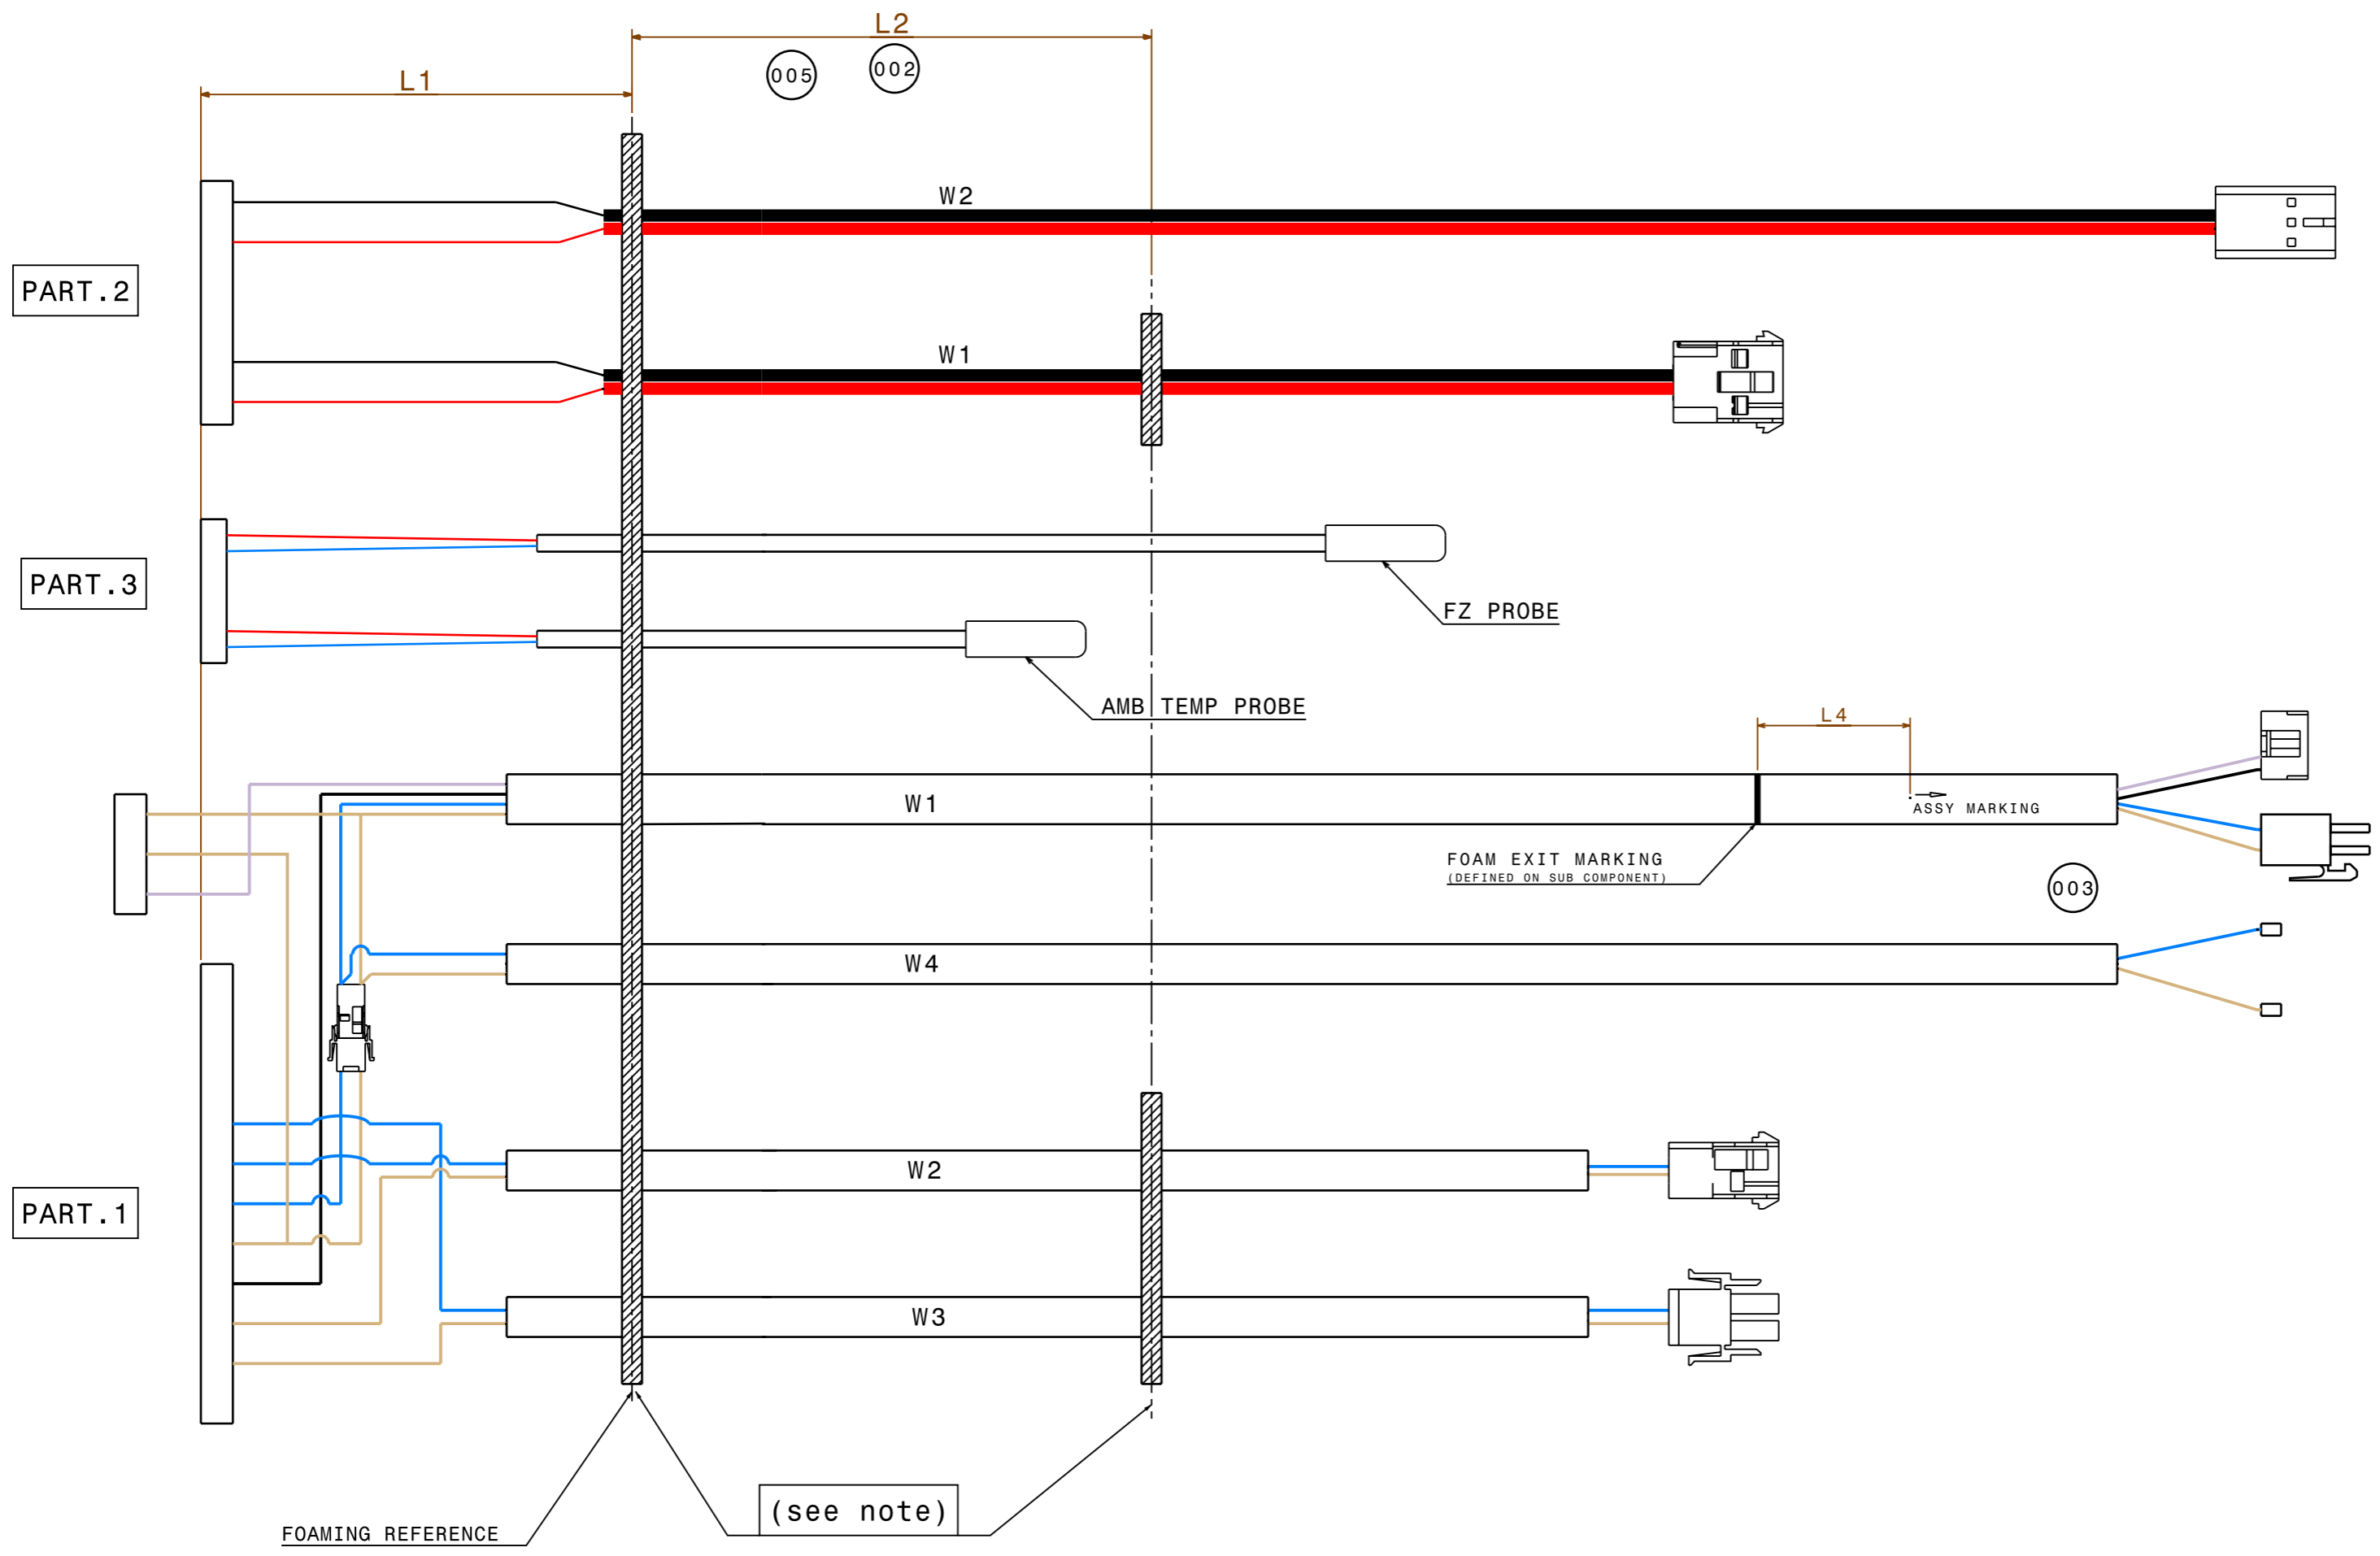 L2
L1
005
002
W2
PART.2
W1
PART.3
FZ PROBE
AMB TEMP PROBE
L4
W1
ASSY MARKING
FOAM EXIT MARKING
(DEFINED ON SUB COMPONENT)
003
W4
W2
PART.1
W3
(see note)
FOAMING REFERENCE